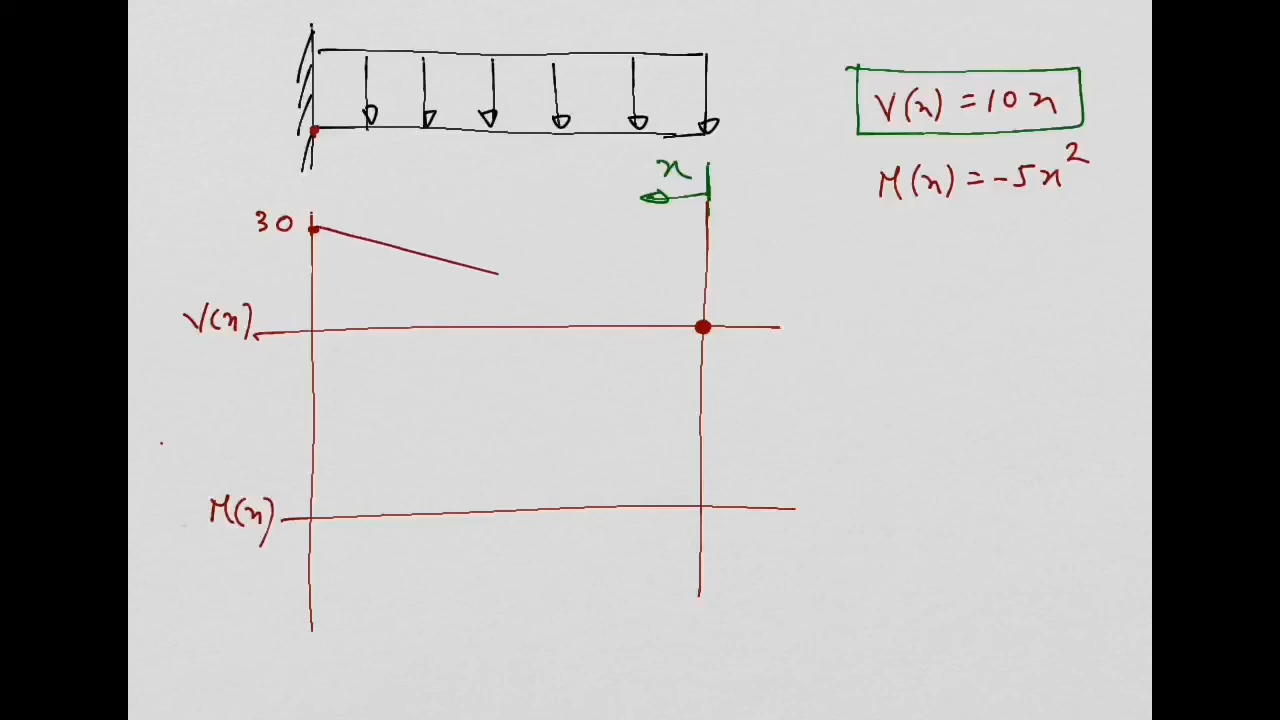 V(x) = 10x
x
M(x) = -5x²
30
V(x)
M(x)